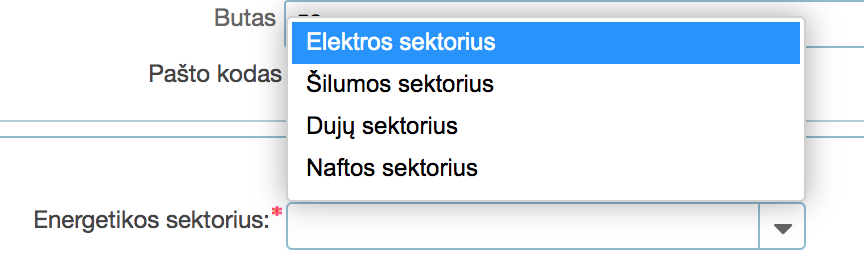 Butas
Elektros sektorius
Pašto kodas
Šilumos sektorius
Dujų sektorius
Naftos sektorius
Energetikos sektorius:*